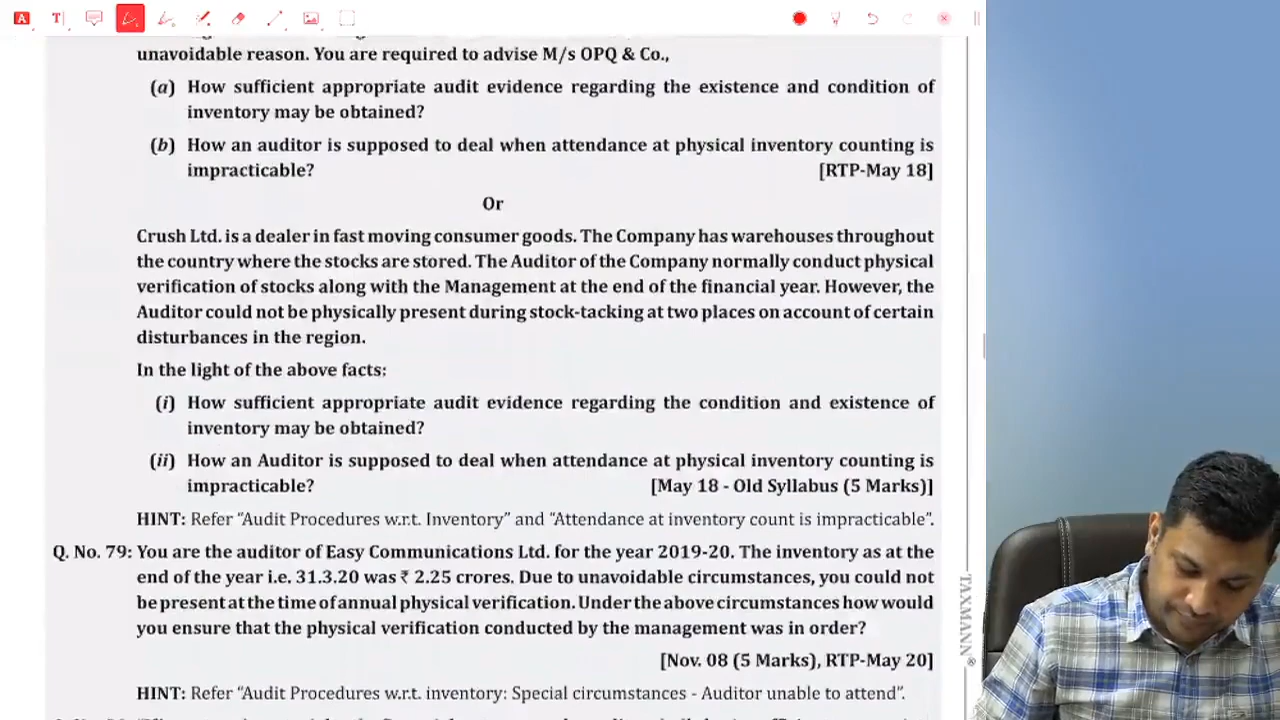 unavoidable reason. You are required to advise M/s OPQ & Co.,
(a) How sufficient appropriate audit evidence regarding the existence and condition of
inventory may be obtained?
(b) How an auditor is supposed to deal when attendance at physical inventory counting is
impracticable? [RTP-May 18]
Or
Crush Ltd. is a dealer in fast moving consumer goods. The Company has warehouses throughout
the country where the stocks are stored. The Auditor of the Company normally conduct physical
verification of stocks along with the Management at the end of the financial year. However, the
Auditor could not be physically present during stock-tacking at two places on account of certain
disturbances in the region.
In the light of the above facts:
(i) How sufficient appropriate audit evidence regarding the condition and existence of
inventory may be obtained?
(ii) How an Auditor is supposed to deal when attendance at physical inventory counting is
impracticable? [May 18 - Old Syllabus (5 Marks)]
HINT: Refer “Audit Procedures w.r.t. Inventory” and “Attendance at inventory count is impracticable”.
Q. No. 79: You are the auditor of Easy Communications Ltd. for the year 2019-20. The inventory as at the
end of the year i.e. 31.3.20 was ₹ 2.25 crores. Due to unavoidable circumstances, you could not
be present at the time of annual physical verification. Under the above circumstances how would
you ensure that the physical verification conducted by the management was in order?
[Nov. 08 (5 Marks), RTP-May 20]
HINT: Refer “Audit Procedures w.r.t. inventory: Special circumstances - Auditor unable to attend”.
TAXMANN®